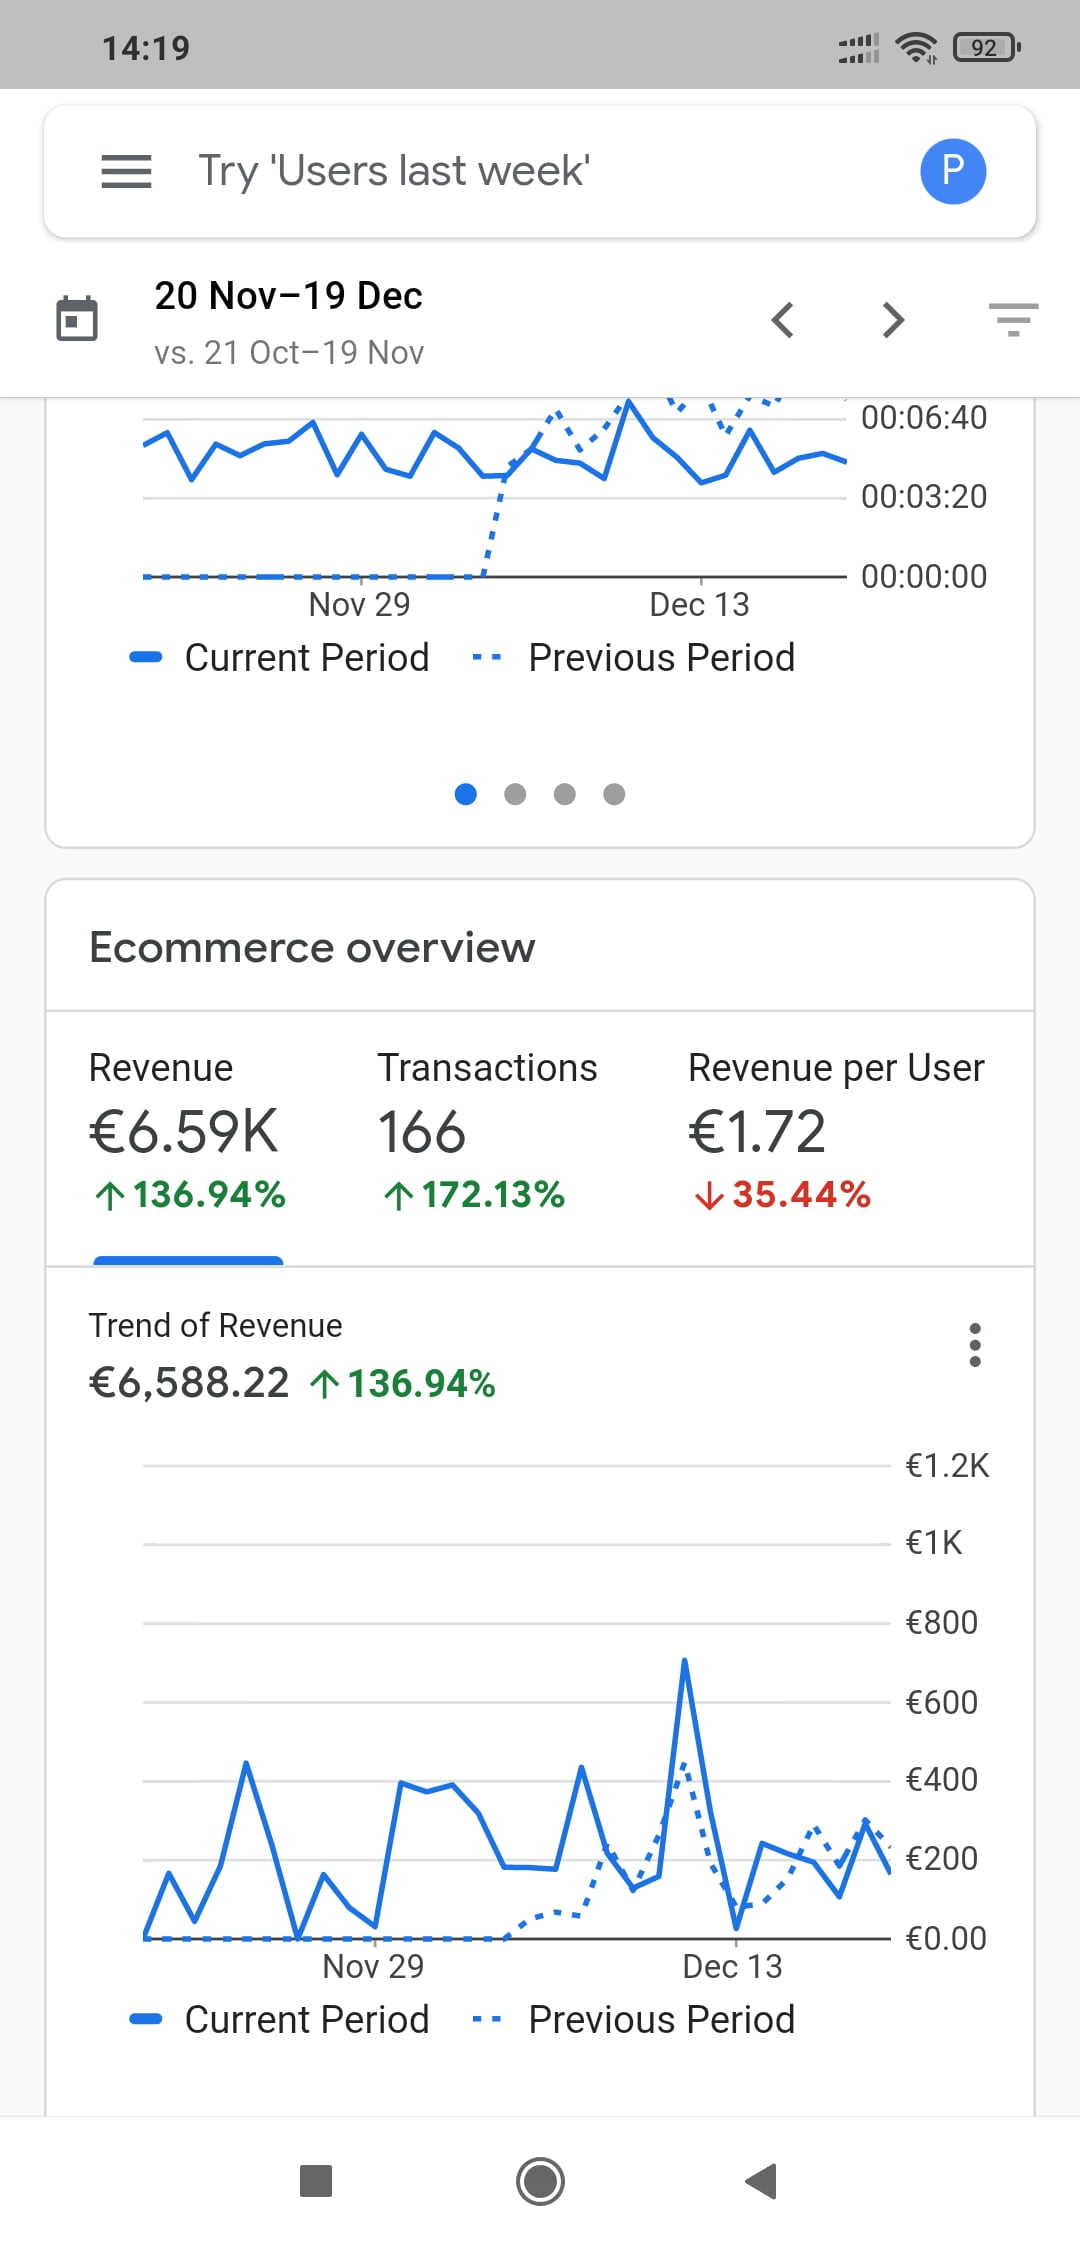 14:19
92
Try 'Users last week'
P
20 Nov–19 Dec
vs. 21 Oct–19 Nov
00:06:40
00:03:20
00:00:00
Nov 29 Dec 13
Current Period Previous Period
Ecommerce overview
Revenue Transactions Revenue per User
€6.59K 166 €1.72
↑136.94% ↑172.13% ↓35.44%
Trend of Revenue
€6,588.22 ↑136.94%
€1.2K
€1K
€800
€600
€400
€200
€0.00
Nov 29 Dec 13
Current Period Previous Period